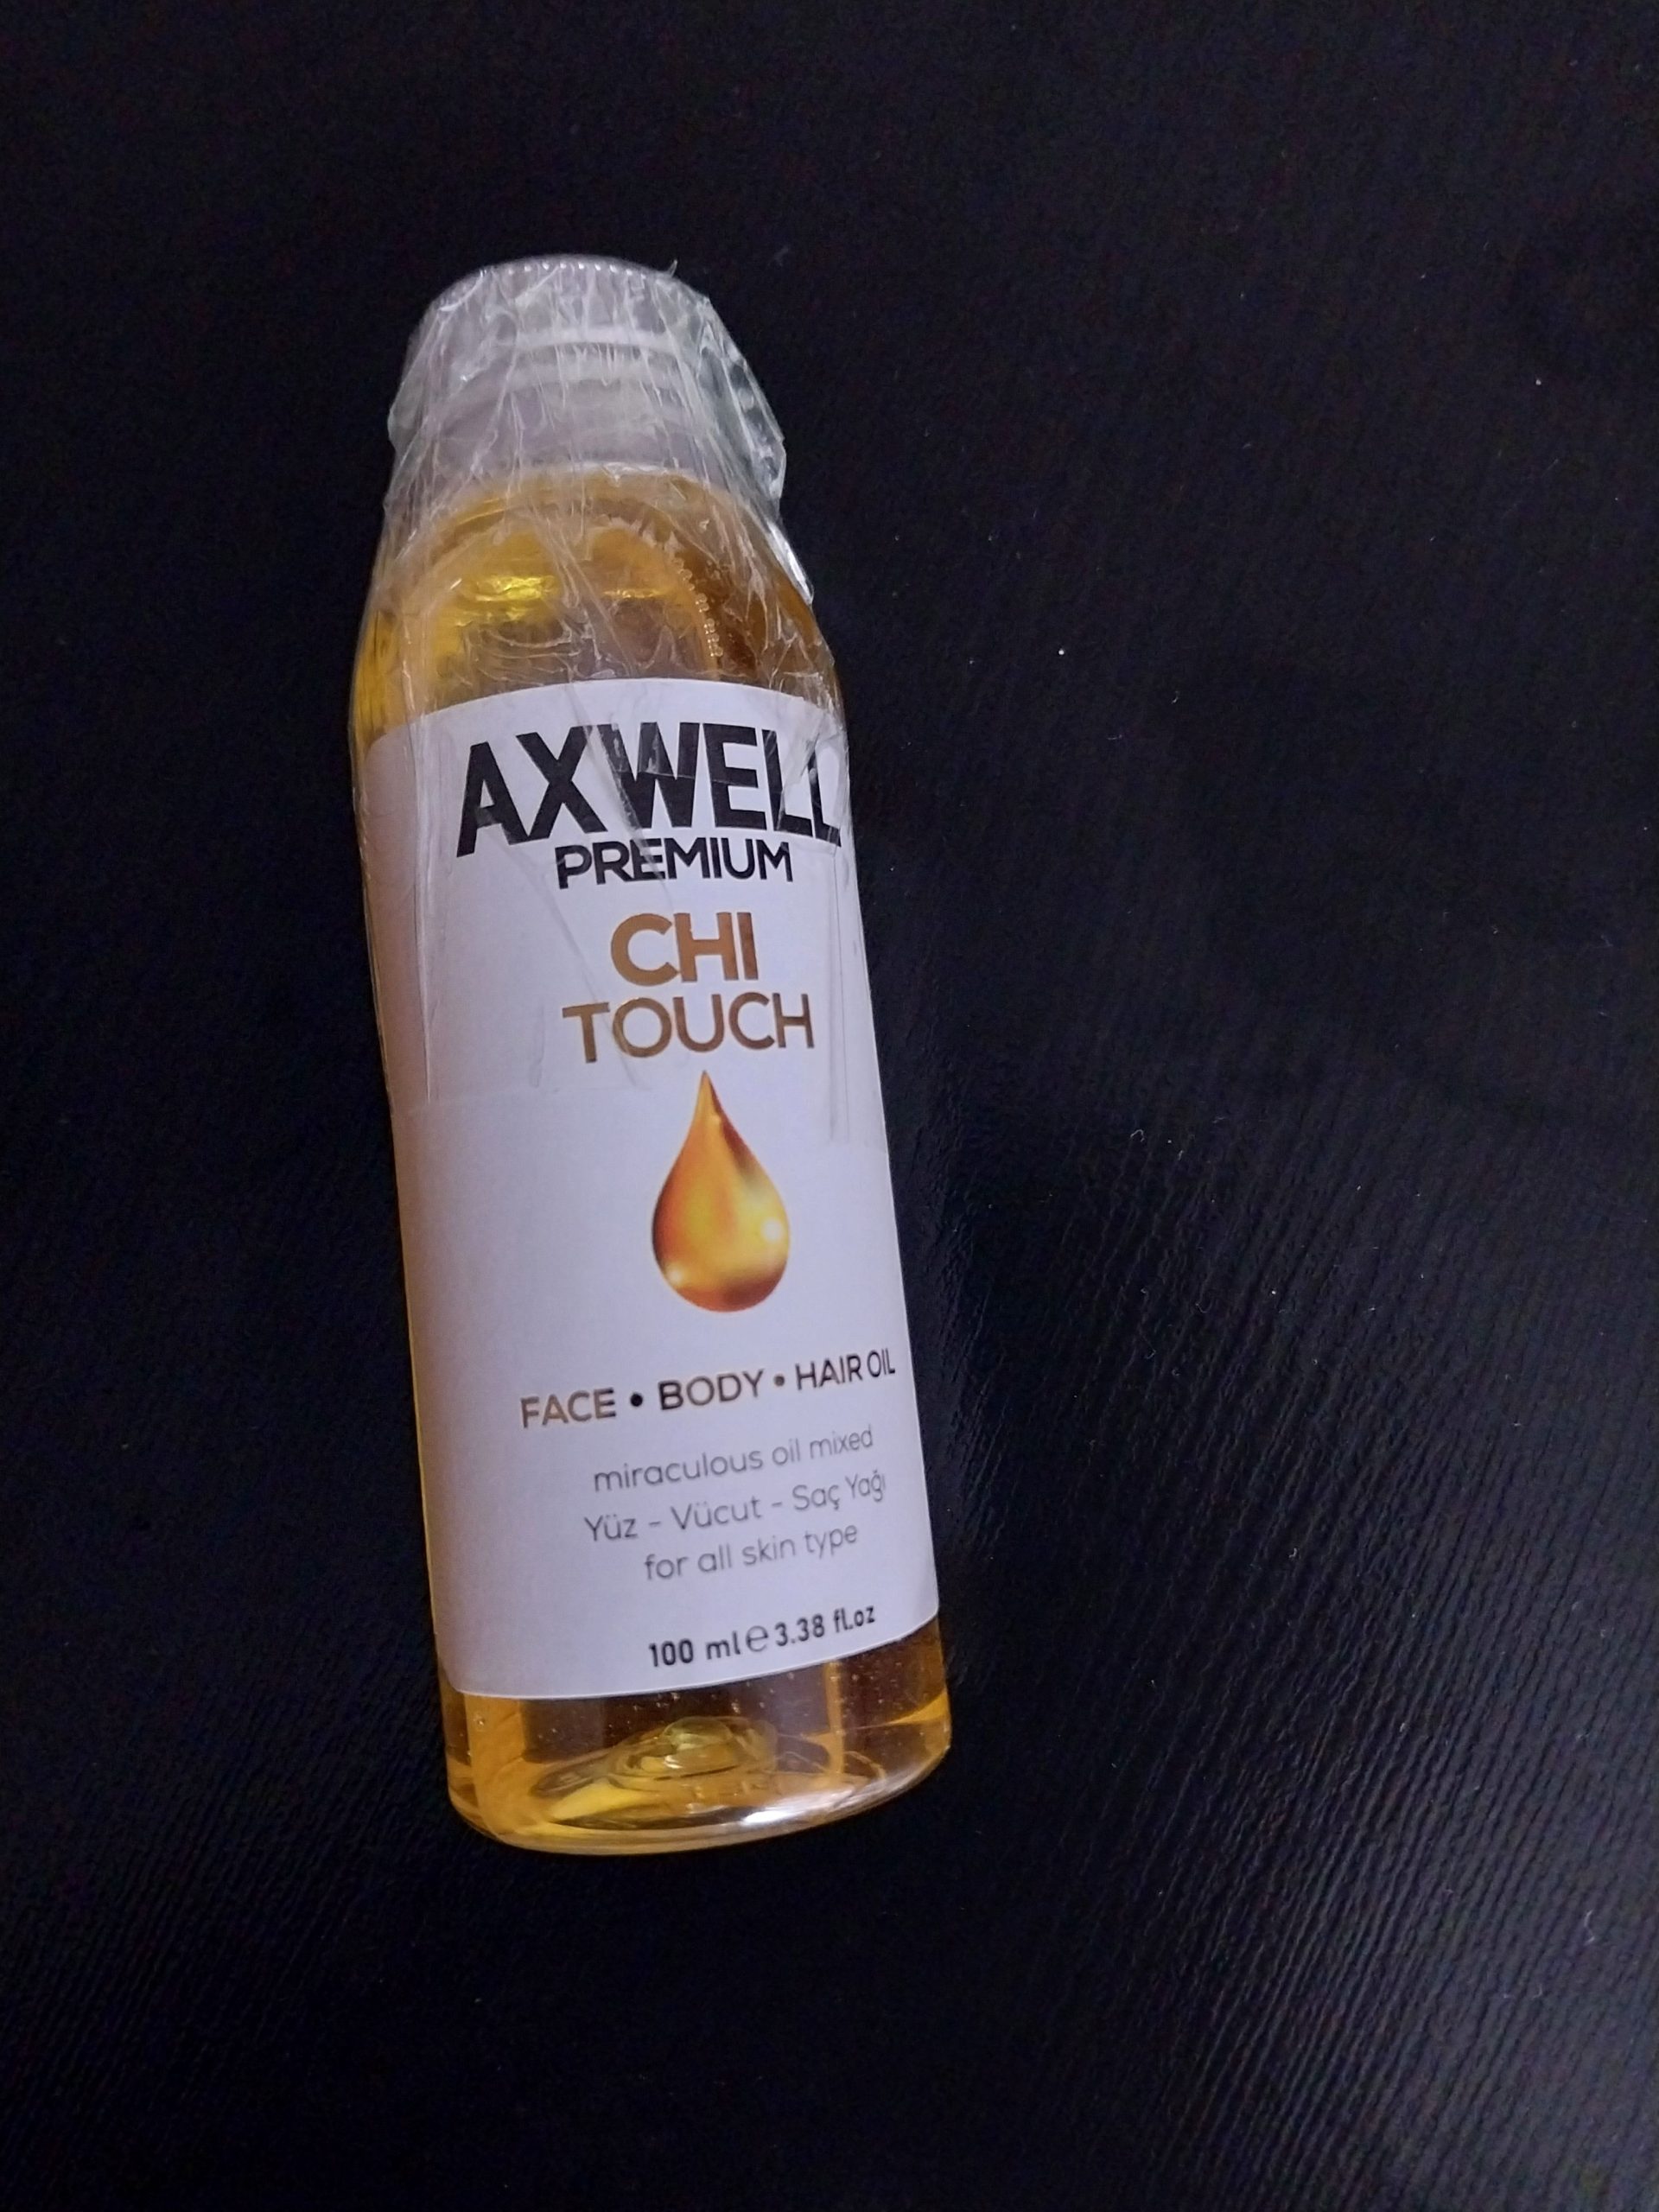 AXWELL
PREMIUM
CHI
TOUCH
FACE • BODY • HAIR OIL
miraculous oil mixed
Yüz - Vücut - Saç Yağı
for all skin type
100 ml ℮ 3.38 fl.oz